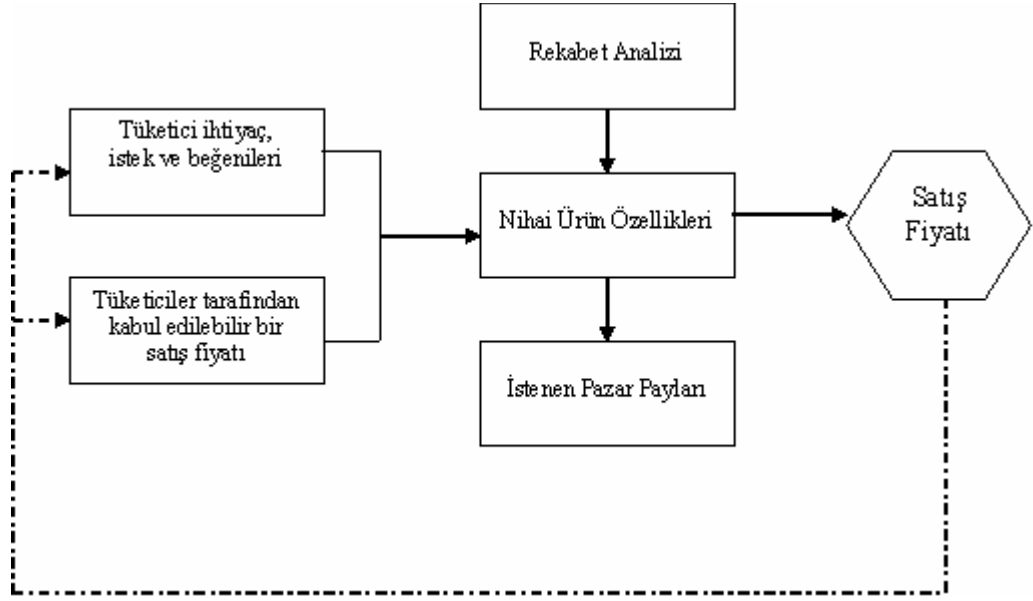 Rekabet Analizi
Tüketici ihtiyaç,
istek ve beğenileri
Nihai Ürün Özellikleri
Satış
Fiyatı
Tüketiciler tarafından
kabul edilebilir bir
satış fiyatı
İstenen Pazar Payları